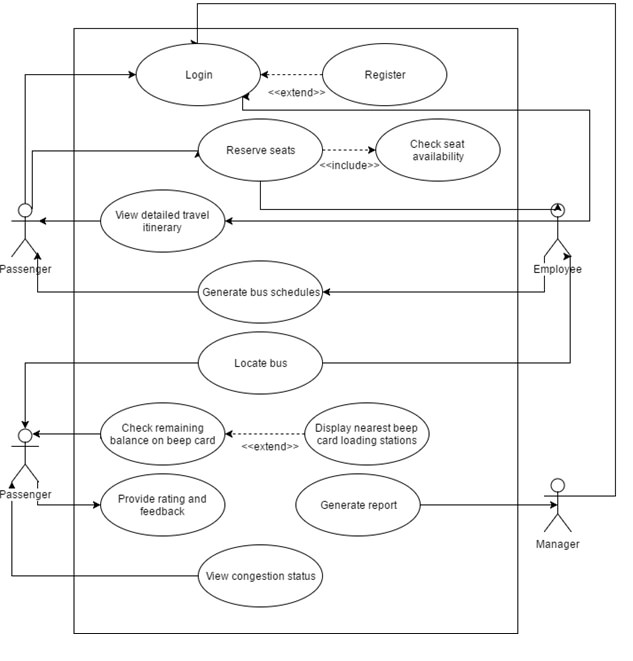 Login
Register
<<extend>>
Reserve seats
Check seat
availability
<<include>>
View detailed travel
itinerary
Passenger
Employee
Generate bus schedules
Locate bus
Check remaining
balance on beep card
Display nearest beep
card loading stations
<<extend>>
Passenger
Provide rating and
feedback
Generate report
Manager
View congestion status